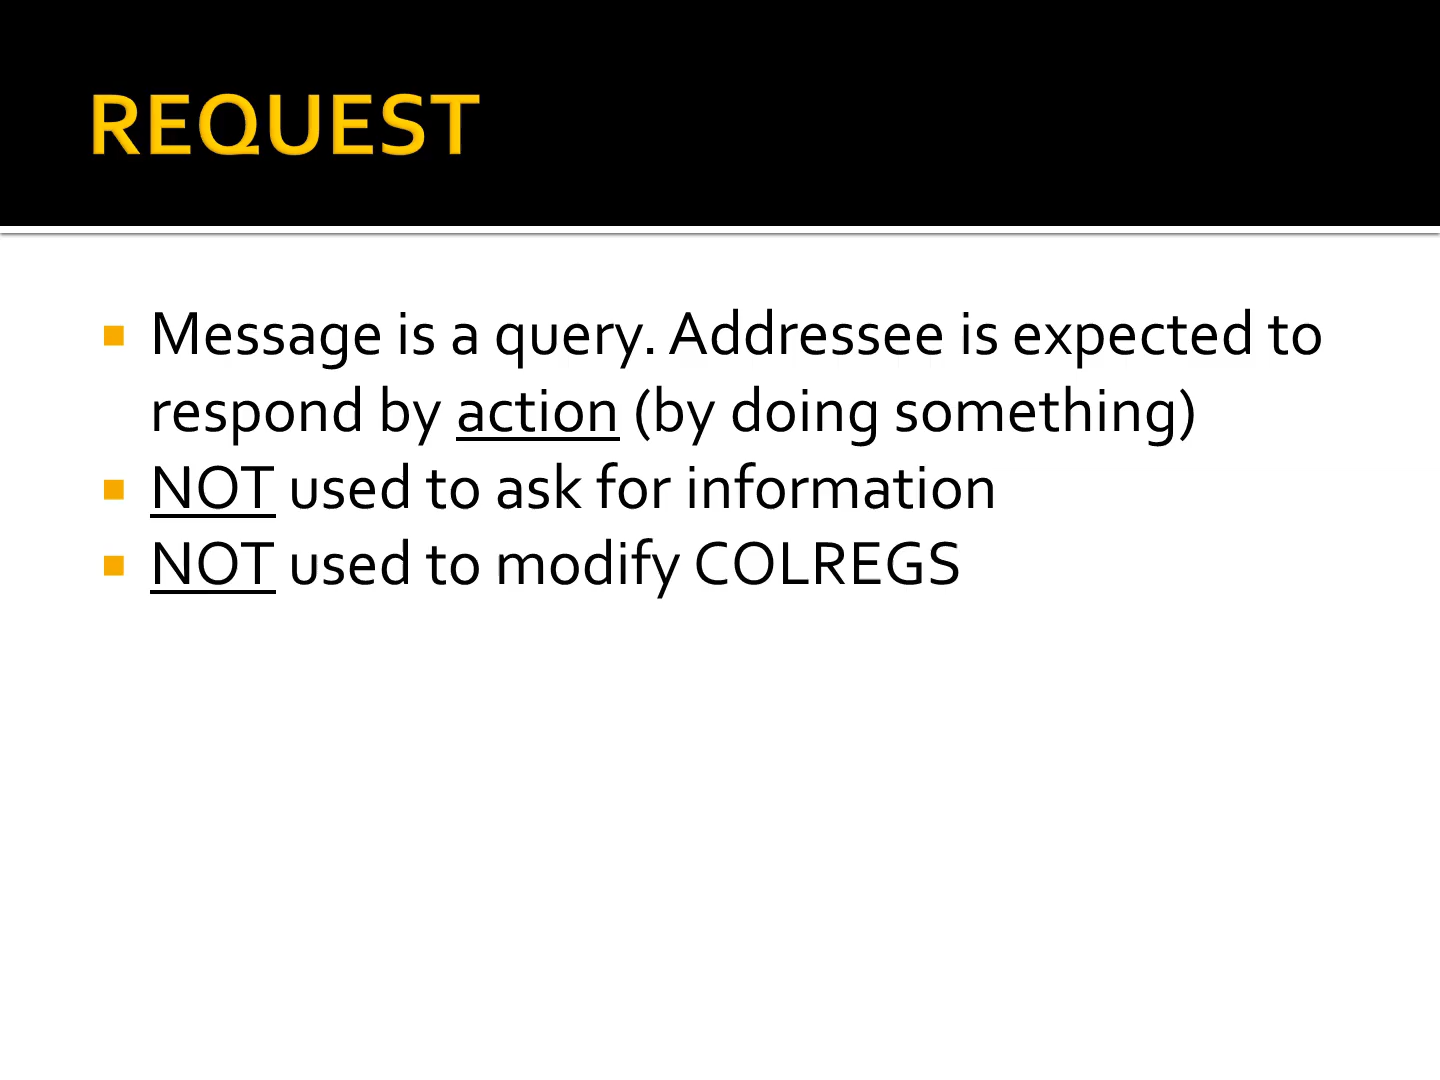 REQUEST
Message is a query. Addressee is expected to
respond by action (by doing something)
NOT used to ask for information
NOT used to modify COLREGS